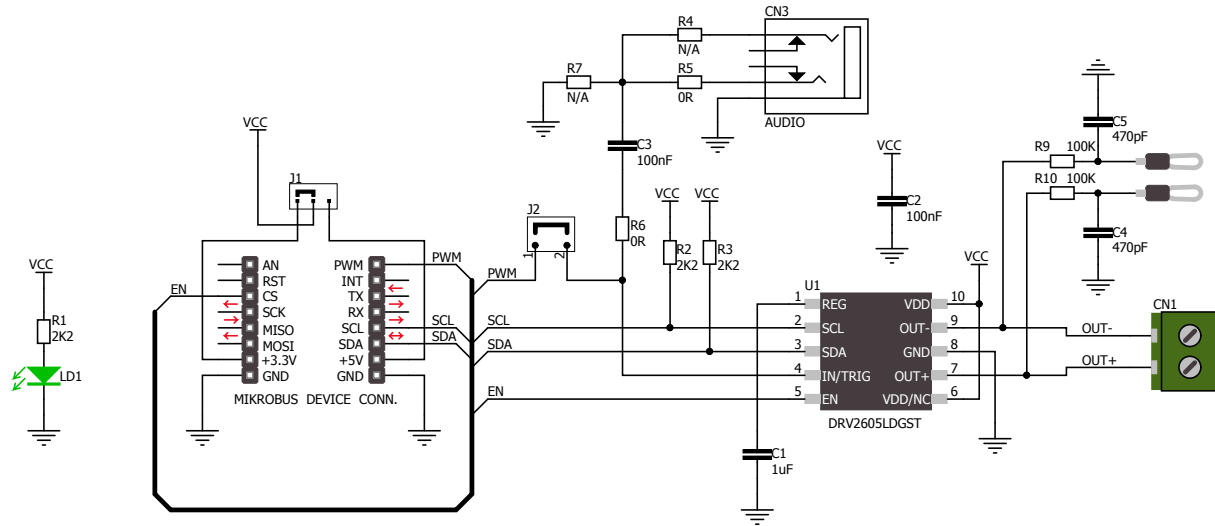 CN3
R4
N/A
R7
N/A
R5
0R
AUDIO
C3
100nF
VCC
J1
J2
1 2
R6
0R
VCC
R2
2K2
VCC
R3
2K2
VCC
C2
100nF
C5
470pF
R9 100K
R10 100K
C4
470pF
VCC
VCC
R1
2K2
LD1
EN
AN
RST
CS
SCK
MISO
MOSI
+3.3V
GND
PWM
INT
TX
RX
SCL
SDA
+5V
GND
MIKROBUS DEVICE CONN.
PWM
SCL
SDA
PWM
SCL
SDA
EN
U1
1 REG VDD 10
2 SCL OUT- 9
3 SDA GND 8
4 IN/TRIG OUT+ 7
5 EN VDD/NC 6
DRV2605LDGST
C1
1uF
CN1
OUT-
OUT+